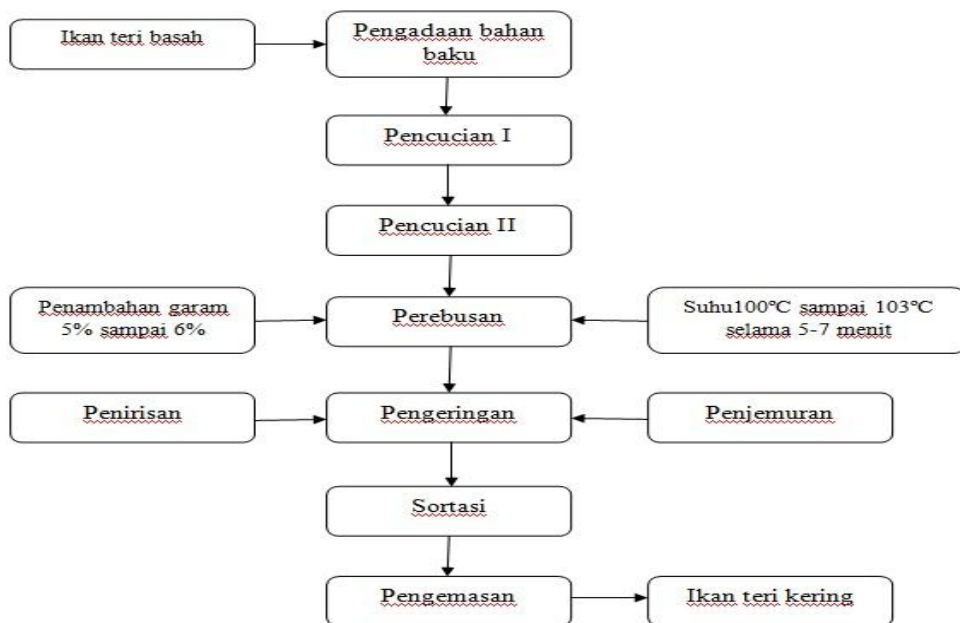 Ikan teri basah
Pengadaan bahan
baku
Pencucian I
Pencucian II
Penambahan garam
5% sampai 6%
Perebusan
Suhu100°C sampai 103°C
selama 5-7 menit
Penirisan
Pengeringan
Penjemuran
Sortasi
Pengemasan
Ikan teri kering